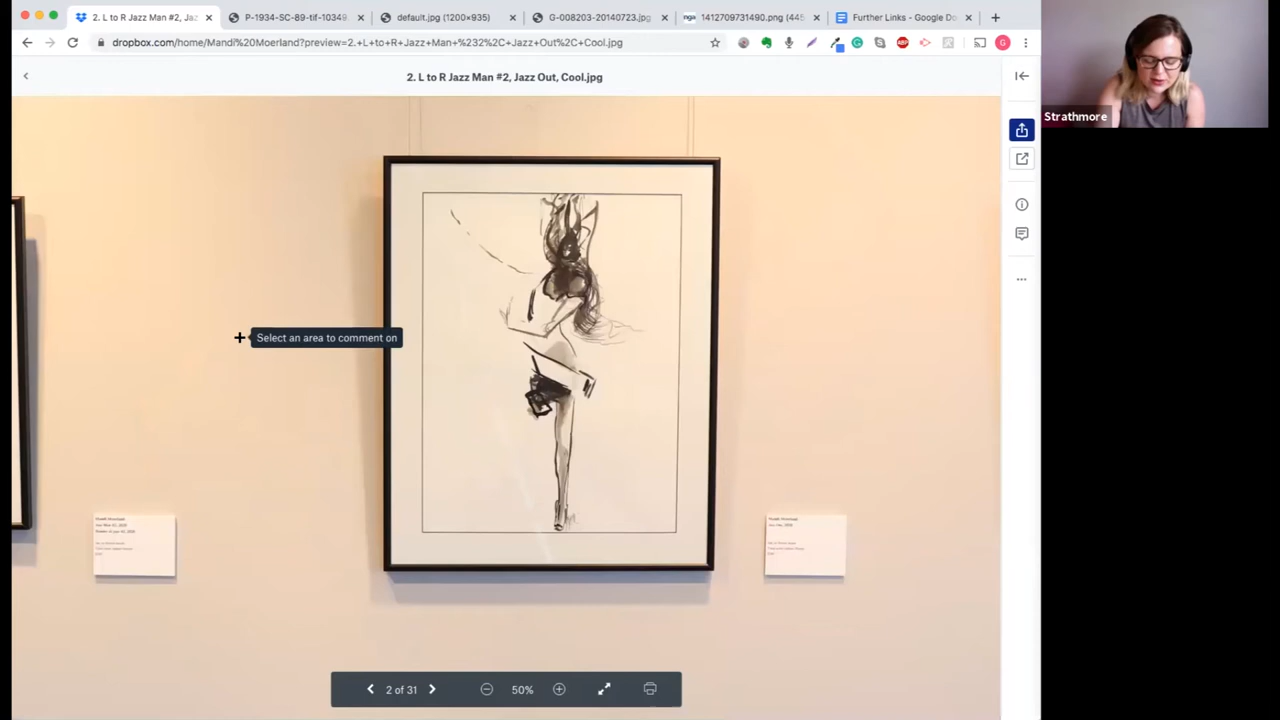 2. L to R Jazz Man #2, Jaz
P-1934-SC-89-tif-10349
default.jpg (1200×935)
G-008203-20140723.jpg
nga
1412709731490.png (445
Further Links - Google Do
dropbox.com/home/Mandi%20Moerland?preview=2.+L+to+R+Jazz+Man+%232%2C+Jazz+Out%2C+Cool.jpg
ABP
G
2. L to R Jazz Man #2, Jazz Out, Cool.jpg
Strathmore
Select an area to comment on
2 of 31
50%